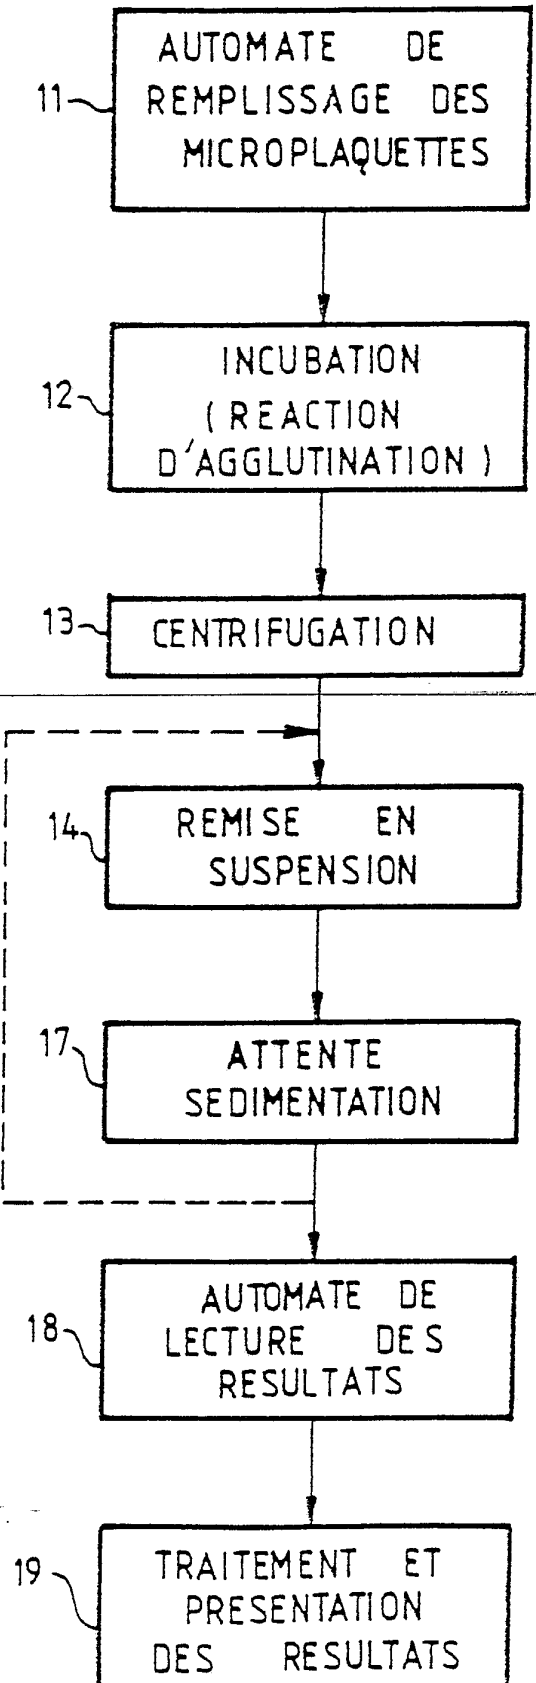 AUTOMATE DE
11 REMPLISSAGE DES
MICROPLAQUETTES
INCUBATION
12 (REACTION
D'AGGLUTINATION)
13 CENTRIFUGATION
14 REMISE EN
SUSPENSION
17 ATTENTE
SEDIMENTATION
AUTOMATE DE
18 LECTURE DES
RESULTATS
19 TRAITEMENT ET
PRESENTATION
DES RESULTATS